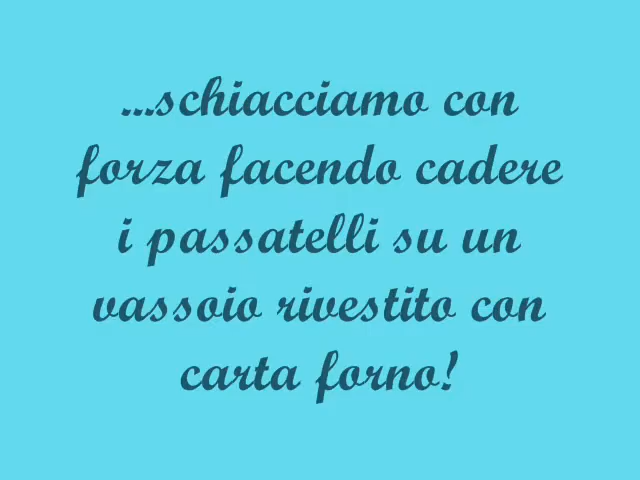 ...schiacciamo con
forza facendo cadere
i passatelli su un
vassoio rivestito con
carta forno!